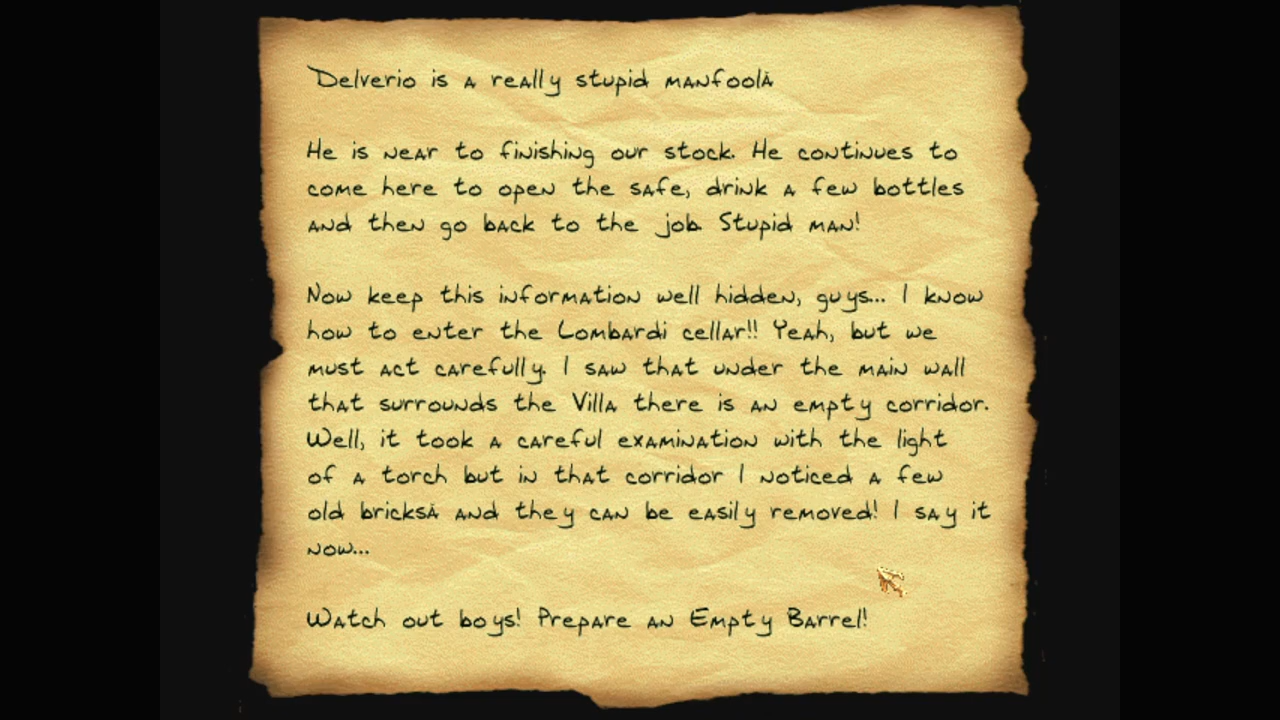 Delverio is a really stupid manfoolâ
He is near to finishing our stock. He continues to
come here to open the safe, drink a few bottles
and then go back to the job. Stupid man!
Now keep this information well hidden, guys... I know
how to enter the Lombardi cellar!! Yeah, but we
must act carefully. I saw that under the main wall
that surrounds the Villa there is an empty corridor.
Well, it took a careful examination with the light
of a torch but in that corridor I noticed a few
old bricksâ and they can be easily removed! I say it
now...
Watch out boys! Prepare an Empty Barrel!